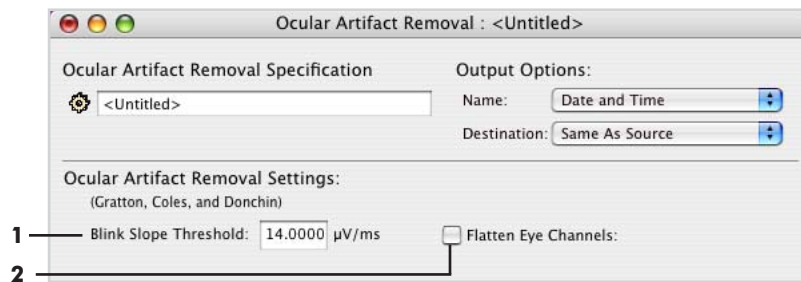 Ocular Artifact Removal : <Untitled>
Ocular Artifact Removal Specification
<Untitled>
Output Options:
Name: Date and Time
Destination: Same As Source
Ocular Artifact Removal Settings:
(Gratton, Coles, and Donchin)
1 Blink Slope Threshold: 14.0000 µV/ms Flatten Eye Channels:
2